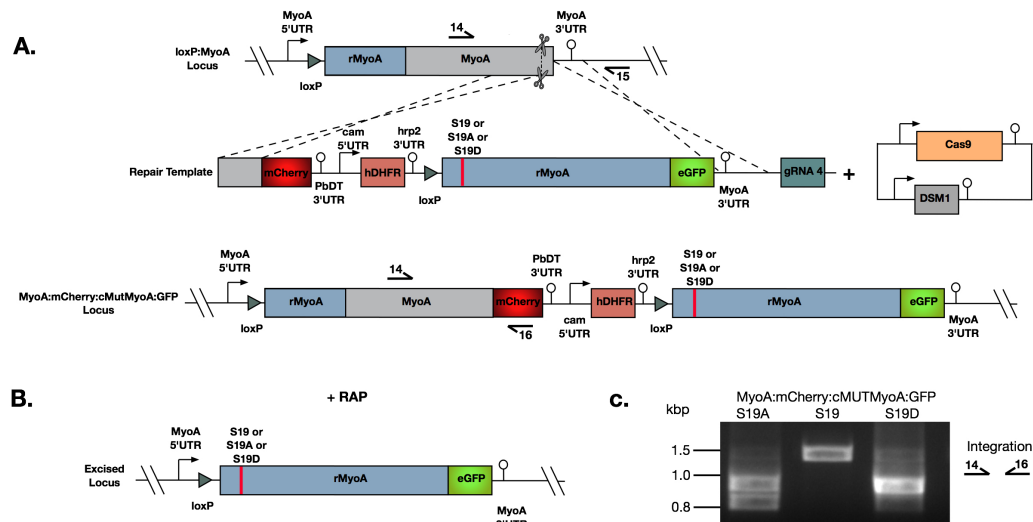 A.
loxP:MyoA
Locus
MyoA
5'UTR
loxP
rMyoA
MyoA
14
MyoA
3'UTR
15
Repair Template
mCherry
PbDT
3'UTR
cam
5'UTR
hDHFR
hrp2
3'UTR
loxP
S19 or
S19A or
S19D
rMyoA
eGFP
MyoA
3'UTR
gRNA 4
+
Cas9
DSM1
MyoA:mCherry:cMutMyoA:GFP
Locus
MyoA
5'UTR
loxP
rMyoA
MyoA
14
mCherry
16
PbDT
3'UTR
cam
5'UTR
hDHFR
hrp2
3'UTR
loxP
S19 or
S19A or
S19D
rMyoA
eGFP
MyoA
3'UTR
B.
+ RAP
Excised
Locus
MyoA
5'UTR
loxP
S19 or
S19A or
S19D
rMyoA
eGFP
MyoA
c.
MyoA:mCherry:cMUTMyoA:GFP
kbp
S19A S19 S19D
1.5
1.0
0.8
Integration
14 16